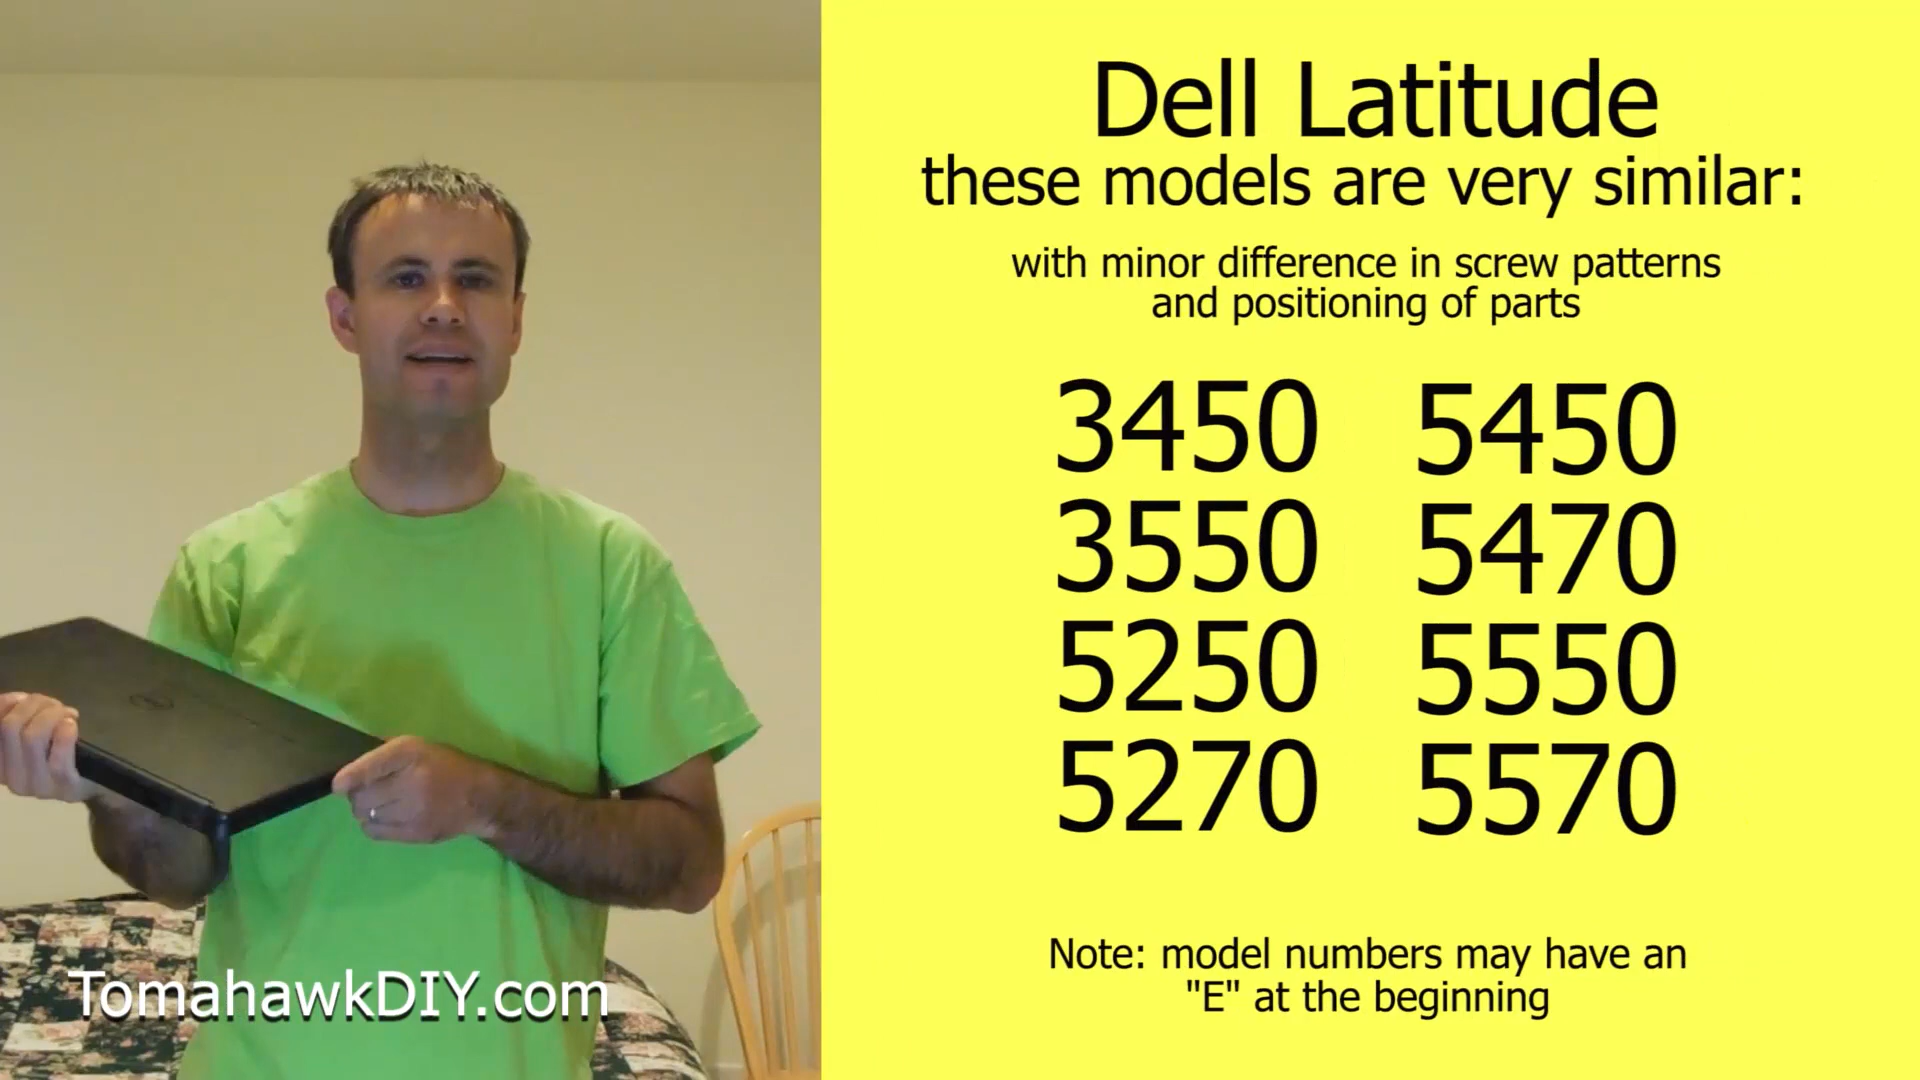 Dell Latitude
these models are very similar:
with minor difference in screw patterns
and positioning of parts
3450 5450
3550 5470
5250 5550
5270 5570
Note: model numbers may have an
"E" at the beginning
TomahawkDIY.com